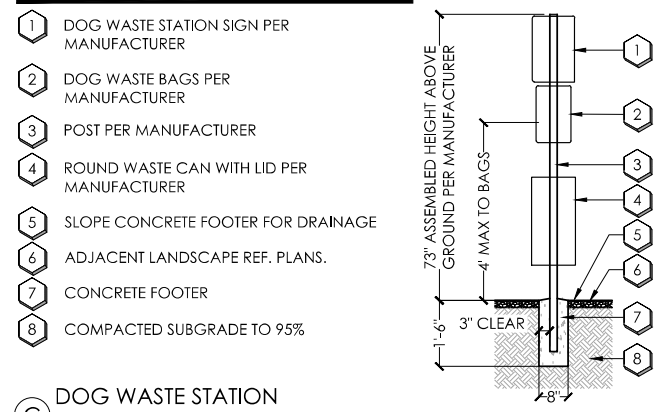 1 DOG WASTE STATION SIGN PER
MANUFACTURER
2 DOG WASTE BAGS PER
MANUFACTURER
3 POST PER MANUFACTURER
4 ROUND WASTE CAN WITH LID PER
MANUFACTURER
5 SLOPE CONCRETE FOOTER FOR DRAINAGE
6 ADJACENT LANDSCAPE REF. PLANS.
7 CONCRETE FOOTER
8 COMPACTED SUBGRADE TO 95%
73" ASSEMBLED HEIGHT ABOVE
GROUND PER MANUFACTURER
4' MAX TO BAGS
1'-6"
3" CLEAR
8"
1
2
3
4
5
6
7
8
C DOG WASTE STATION